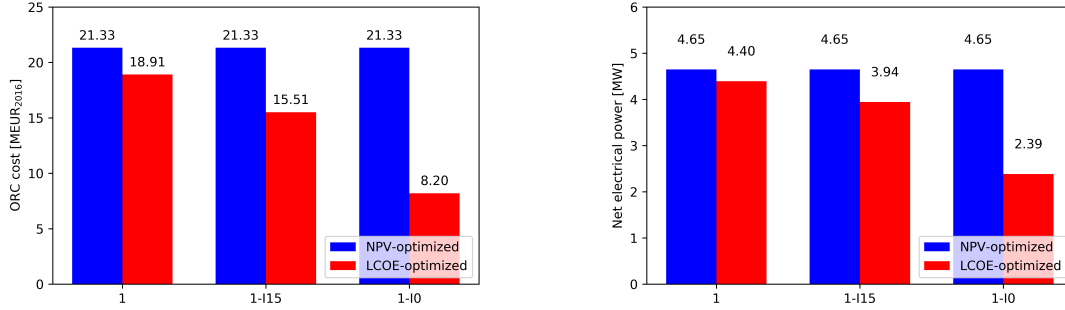 ORC cost [MEUR₂₀₁₆]
25
20
15
10
5
0
21.33
18.91
21.33
15.51
21.33
8.20
NPV-optimized
LCOE-optimized
1
1-I15
1-I0
Net electrical power [MW]
6
5
4
3
2
1
0
4.65
4.40
4.65
3.94
4.65
2.39
NPV-optimized
LCOE-optimized
1
1-I15
1-I0